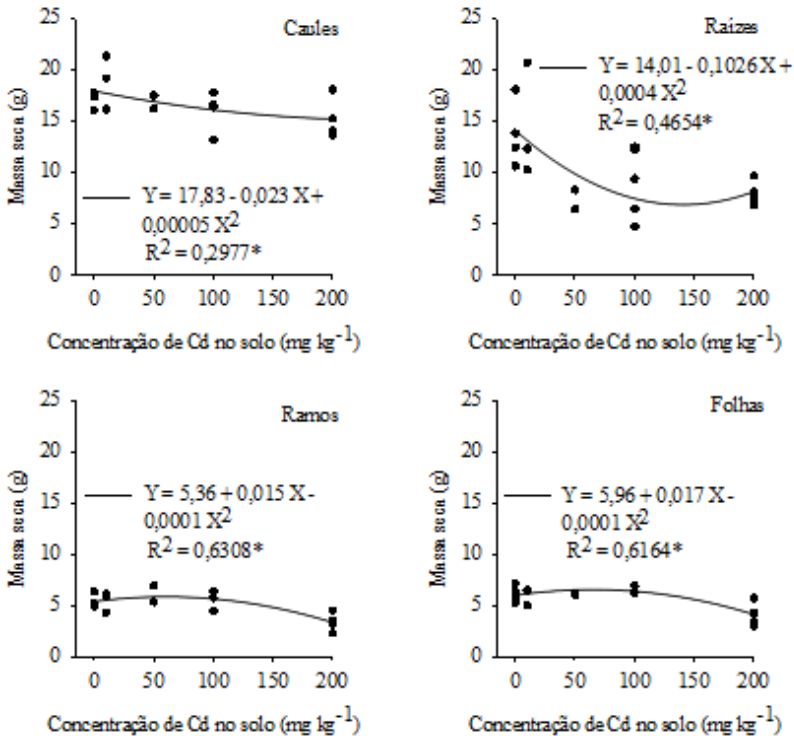 25
Caules
20
15
10
5
0
Massa seca (g)
Y = 17,83 - 0,023 X +
0,00005 X²
R² = 0,2977*
0 50 100 200
Concentração de Cd no solo (mg kg⁻¹)
25
Raízes
20
15
10
5
0
Massa seca (g)
Y = 14,01 - 0,1026 X +
0,0004 X²
R² = 0,4654*
0 50 100 200
Concentração de Cd no solo (mg kg⁻¹)
25
Ramos
20
15
10
5
0
Massa seca (g)
Y = 5,36 + 0,015 X -
0,0001 X²
R² = 0,6308*
0 50 100 200
Concentração de Cd no solo (mg kg⁻¹)
25
Folhas
20
15
10
5
0
Massa seca (g)
Y = 5,96 + 0,017 X -
0,0001 X²
R² = 0,6164*
0 50 100 200
Concentração de Cd no solo (mg kg⁻¹)